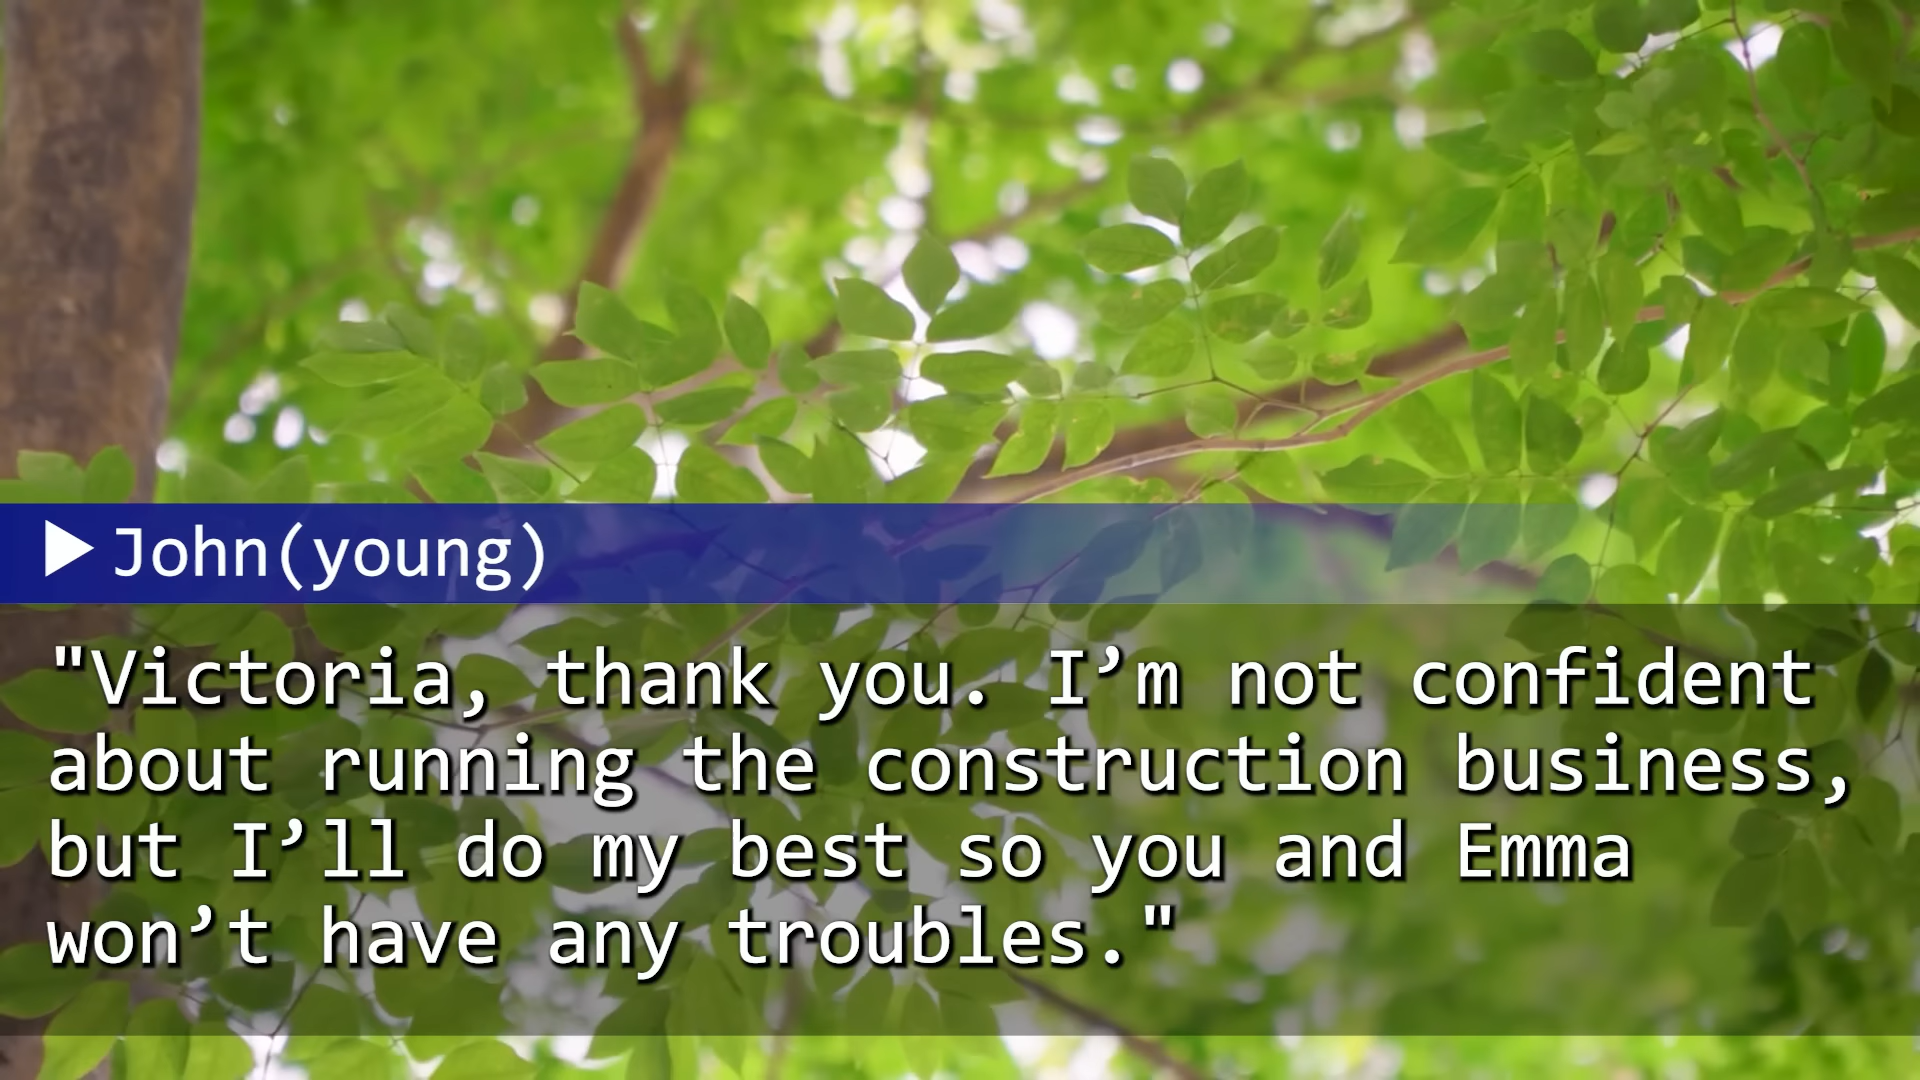 ▶John(young)
"Victoria, thank you. I’m not confident
about running the construction business,
but I’ll do my best so you and Emma
won’t have any troubles."